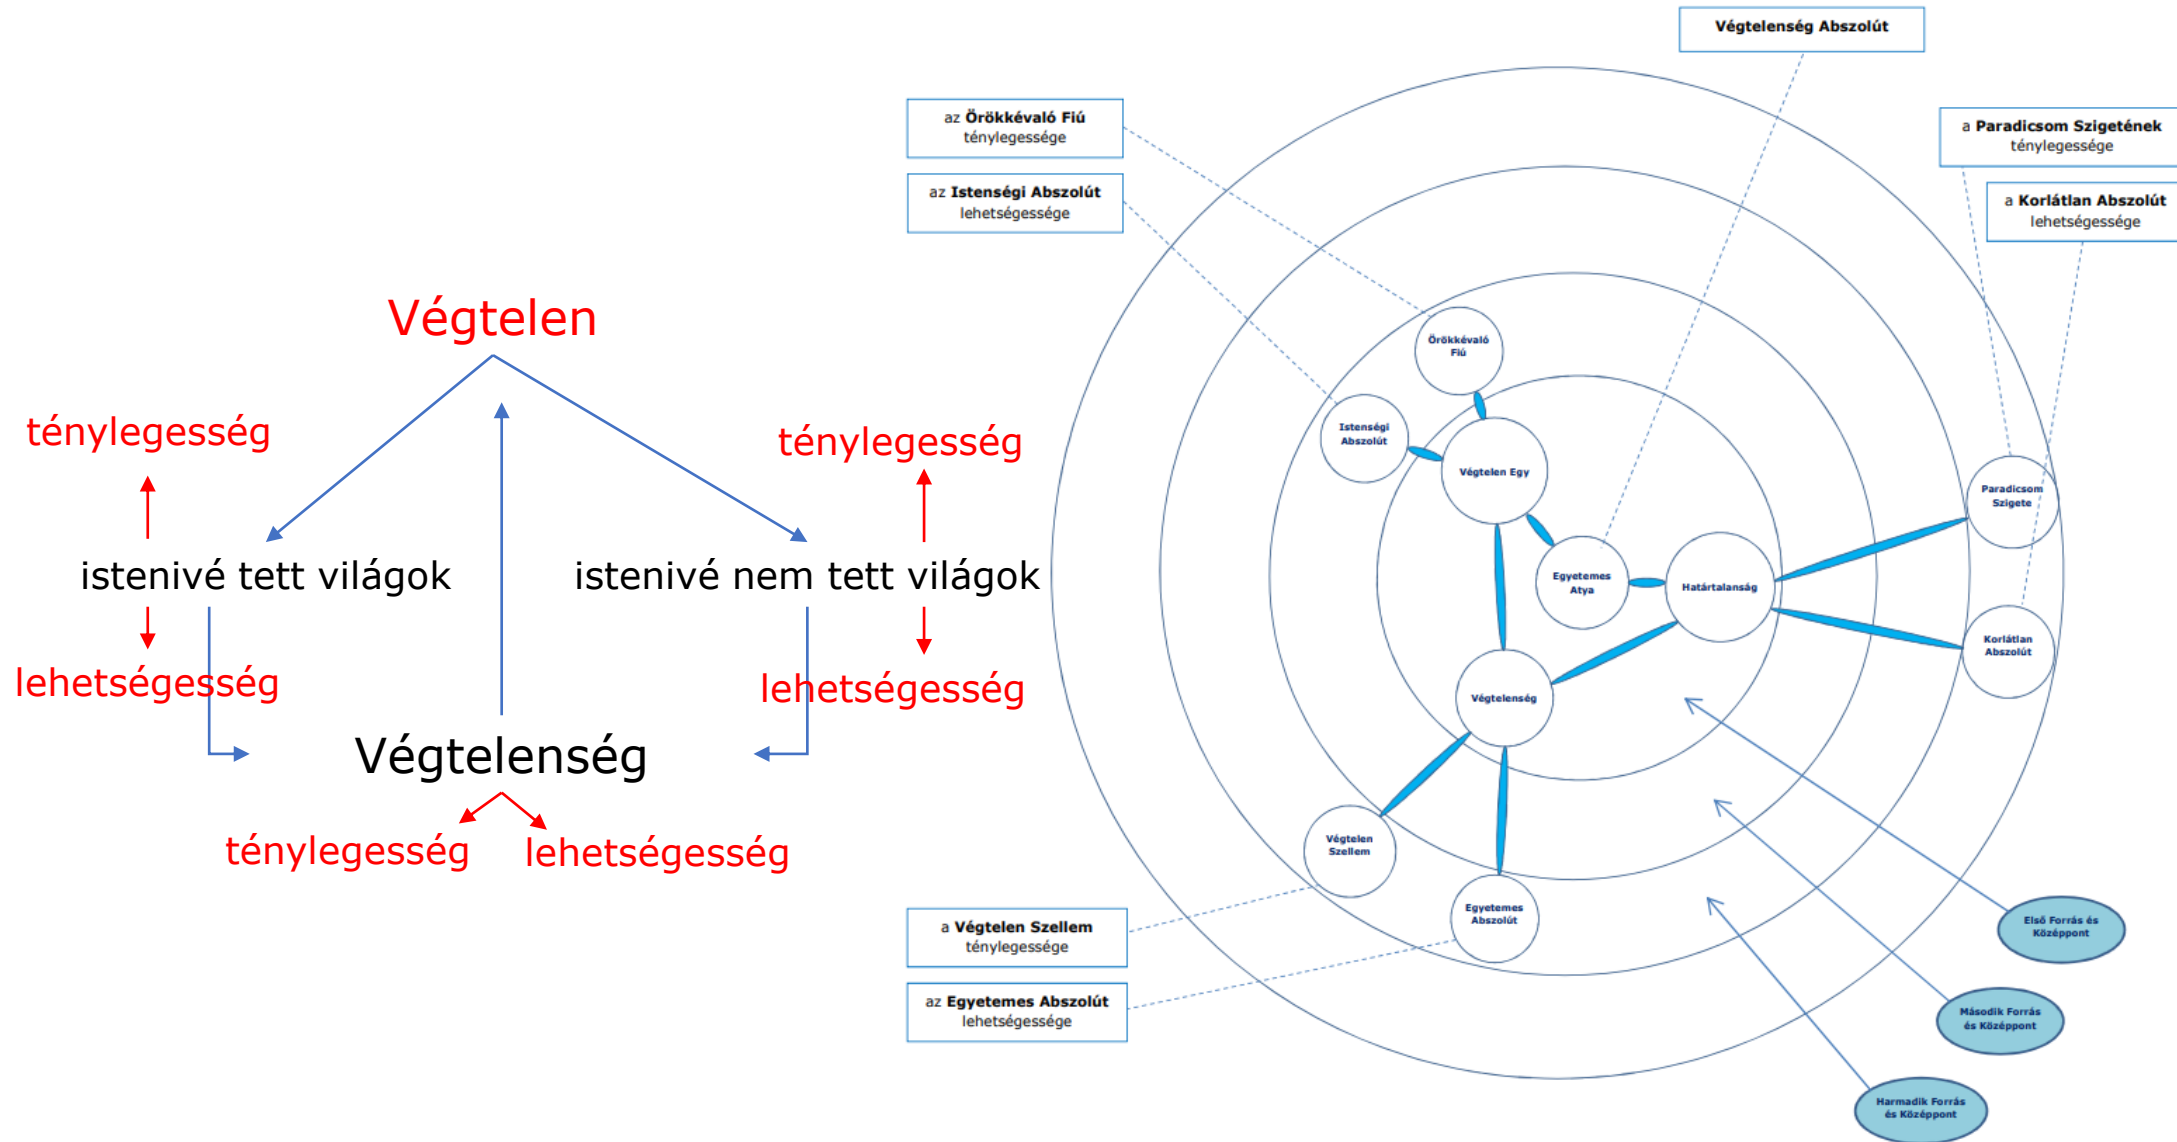 Végtelen
ténylegesség
ténylegesség
istenivé tett világok
istenivé nem tett világok
lehetségesség
lehetségesség
Végtelenség
ténylegesség
lehetségesség
Végtelenség Abszolút
az Örökkévaló Fiú
ténylegessége
az Istenségi Abszolút
lehetségessége
a Paradicsom Szigetének
ténylegessége
a Korlátlan Abszolút
lehetségessége
Örökkévaló
Fiú
Istenségi
Abszolút
Végtelen Egy
Egyetemes
Atya
Határtalanság
Paradicsom
Szigete
Korlátlan
Abszolút
Végtelenség
Végtelen
Szellem
Egyetemes
Abszolút
a Végtelen Szellem
ténylegessége
az Egyetemes Abszolút
lehetségessége
Első Forrás és
Középpont
Második Forrás
és Középpont
Harmadik Forrás
és Középpont